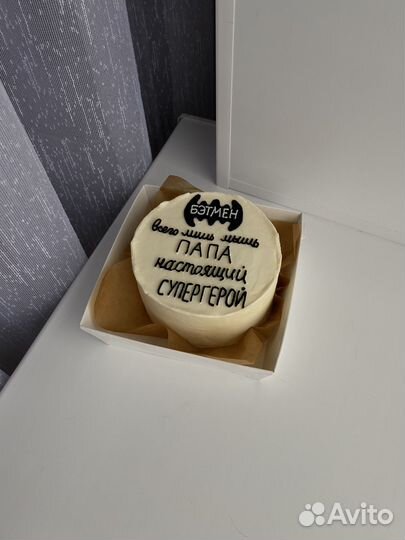 БЭТМЕН
всего лишь мышь
ПАПА
настоящий
СУПЕРГЕРОЙ
Avito